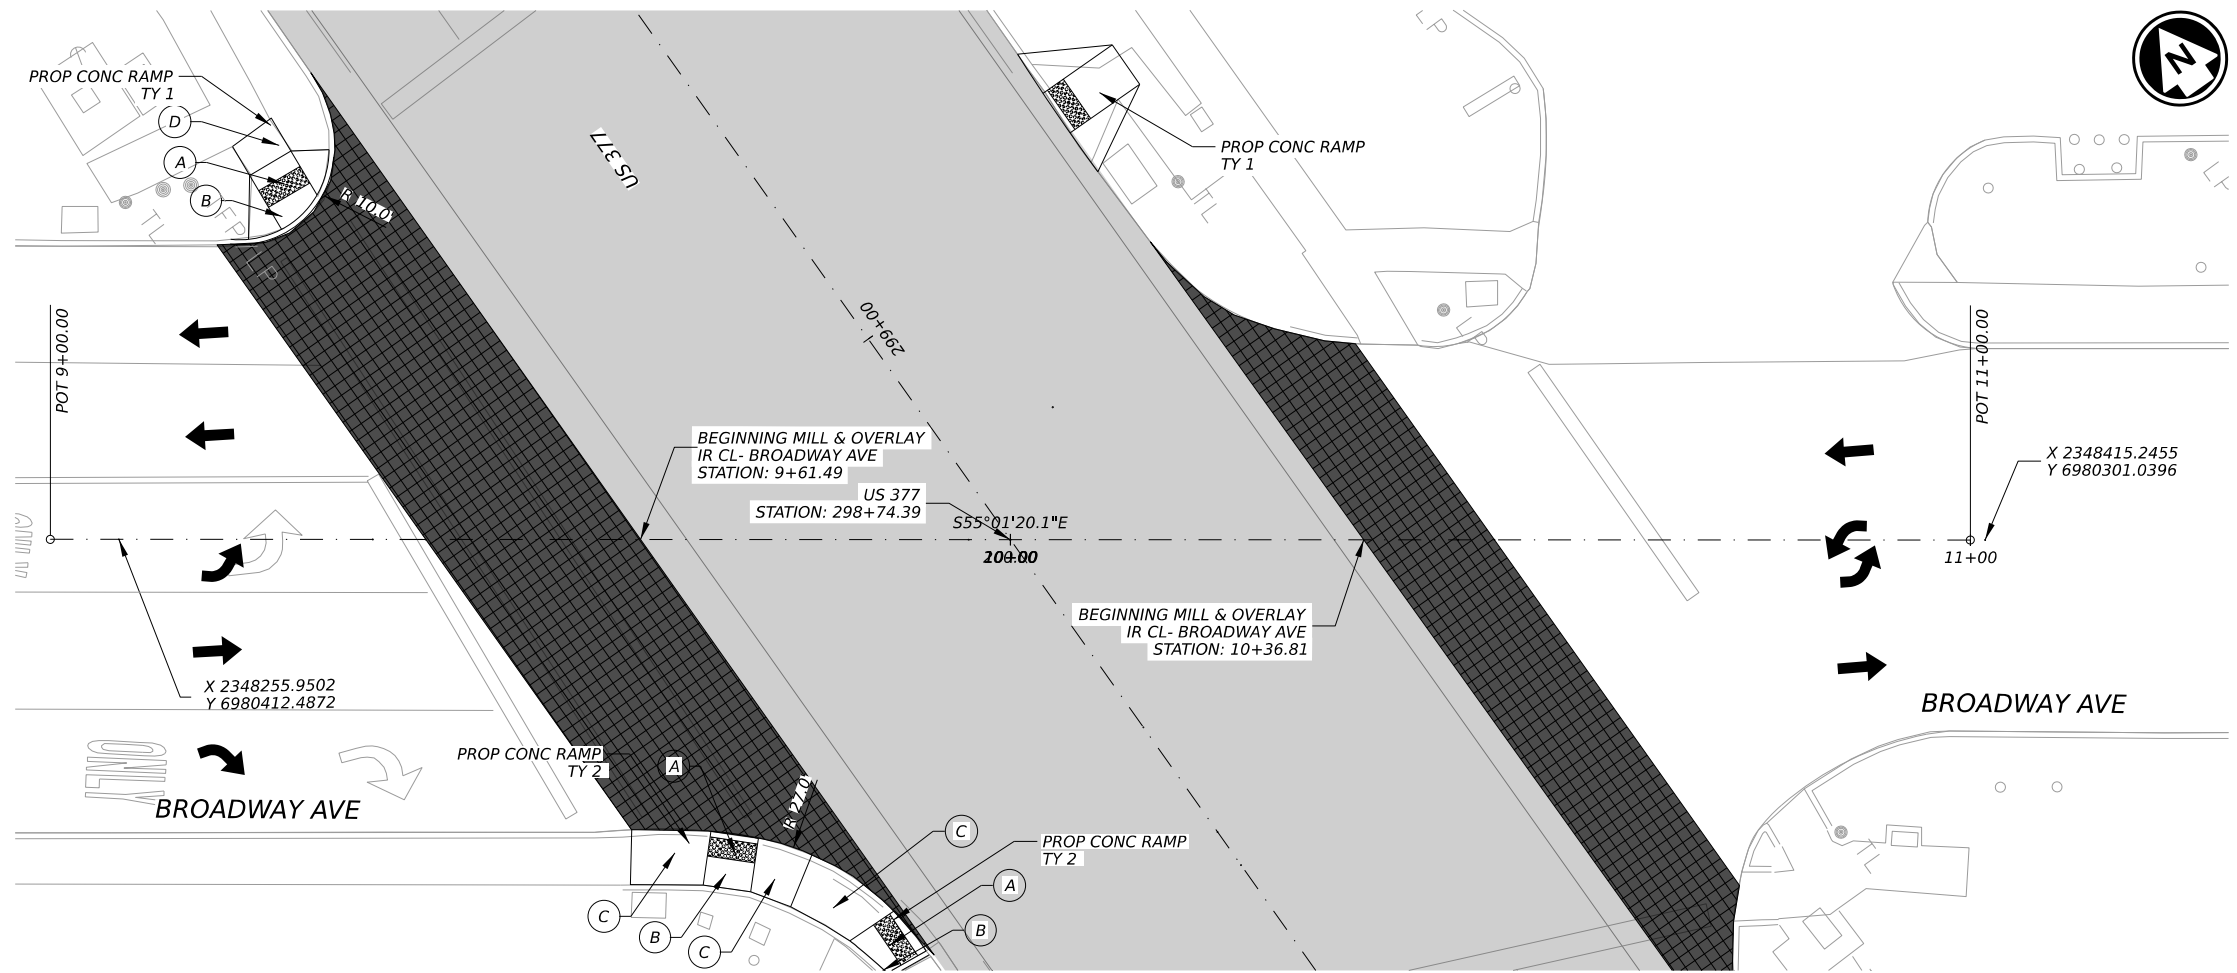 N
PROP CONC RAMP
TY 1
D
A
B
R 10.0'
US 377
PROP CONC RAMP
TY 1
POT 9+00.00
299+00
POT 11+00.00
BEGINNING MILL & OVERLAY
IR CL- BROADWAY AVE
STATION: 9+61.49
US 377
STATION: 298+74.39
S55°01'20.1"E
X 2348415.2455
Y 6980301.0396
11+00
BEGINNING MILL & OVERLAY
IR CL- BROADWAY AVE
STATION: 10+36.81
X 2348255.9502
Y 6980412.4872
BROADWAY AVE
PROP CONC RAMP
TY 2
A
R 27.0'
ONLY
BROADWAY AVE
C
PROP CONC RAMP
TY 2
A
B
C
B
C